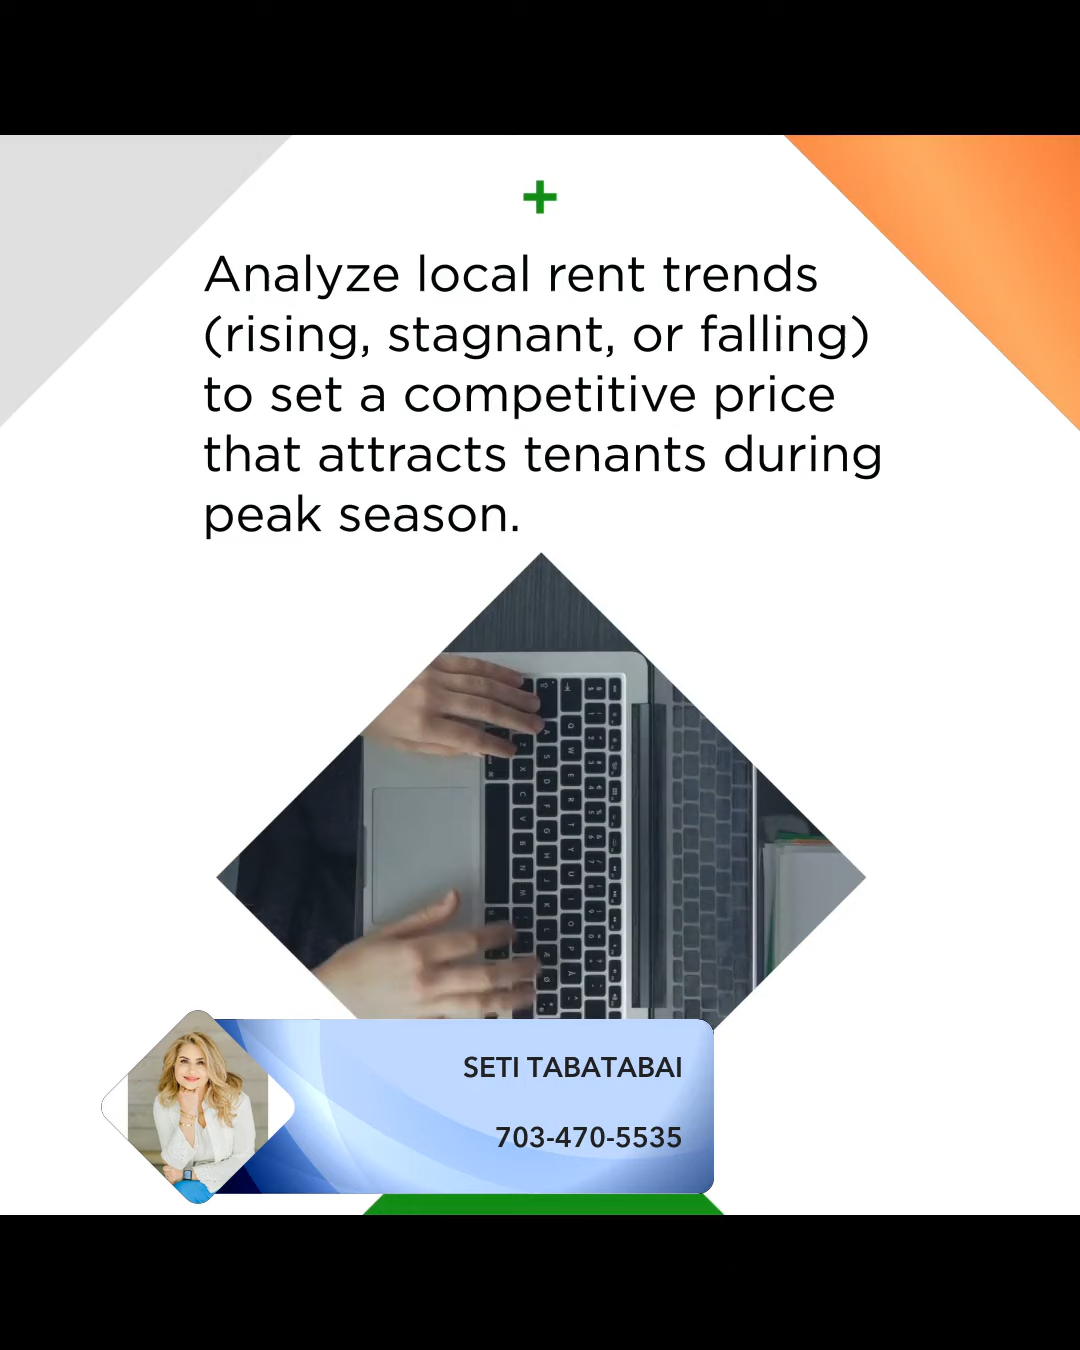 Analyze local rent trends
(rising, stagnant, or falling)
to set a competitive price
that attracts tenants during
peak season.
SETI TABATABAI
703-470-5535